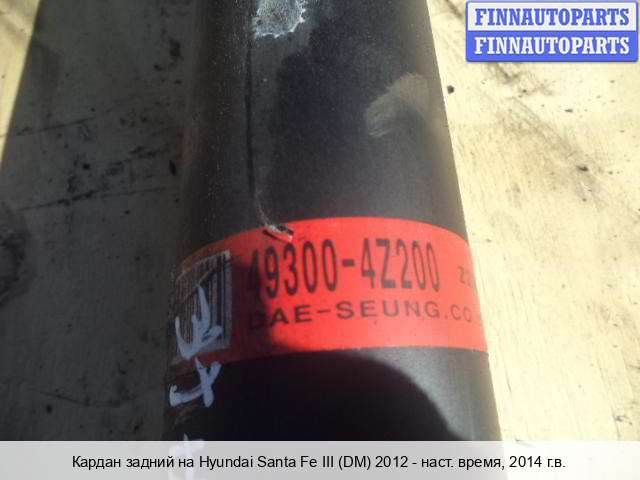 FINNAUTOPARTS
FINNAUTOPARTS
49300-4Z200
DAE-SEUNG.CO
Кардан задний на Hyundai Santa Fe III (DM) 2012 - наст. время, 2014 г.в.